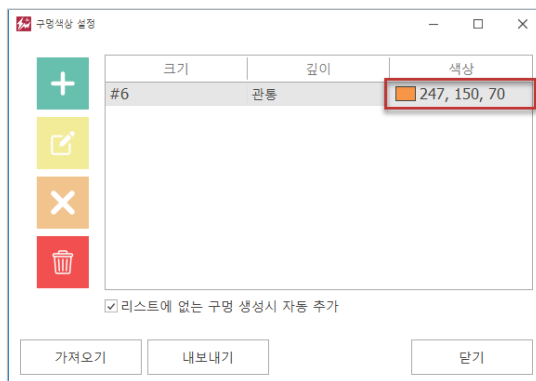 구멍색상 설정
크기 깊이 색상
#6 관통 247, 150, 70
리스트에 없는 구멍 생성시 자동 추가
가져오기 내보내기 닫기